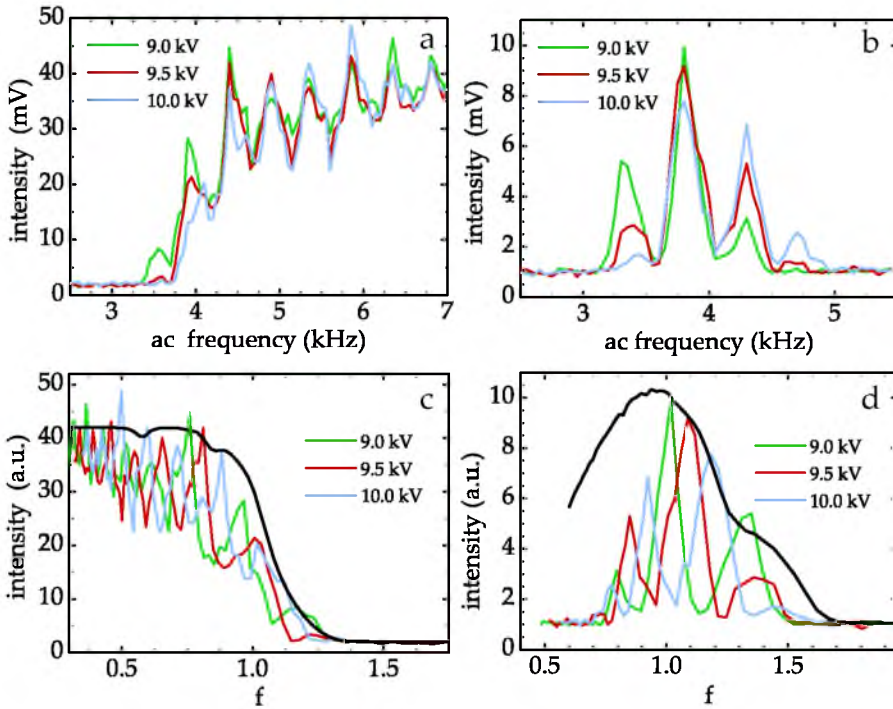 a
9.0 kV
9.5 kV
10.0 kV
50
40
30
20
10
0
intensity (mV)
3 4 5 6 7
ac frequency (kHz)
b
9.0 kV
9.5 kV
10.0 kV
10
8
6
4
2
0
intensity (mV)
3 4 5
ac frequency (kHz)
c
9.0 kV
9.5 kV
10.0 kV
50
40
30
20
10
0
intensity (a.u.)
0.5 1.0 1.5
f
d
9.0 kV
9.5 kV
10.0 kV
10
8
6
4
2
1
intensity (a.u.)
0.5 1.0 1.5
f